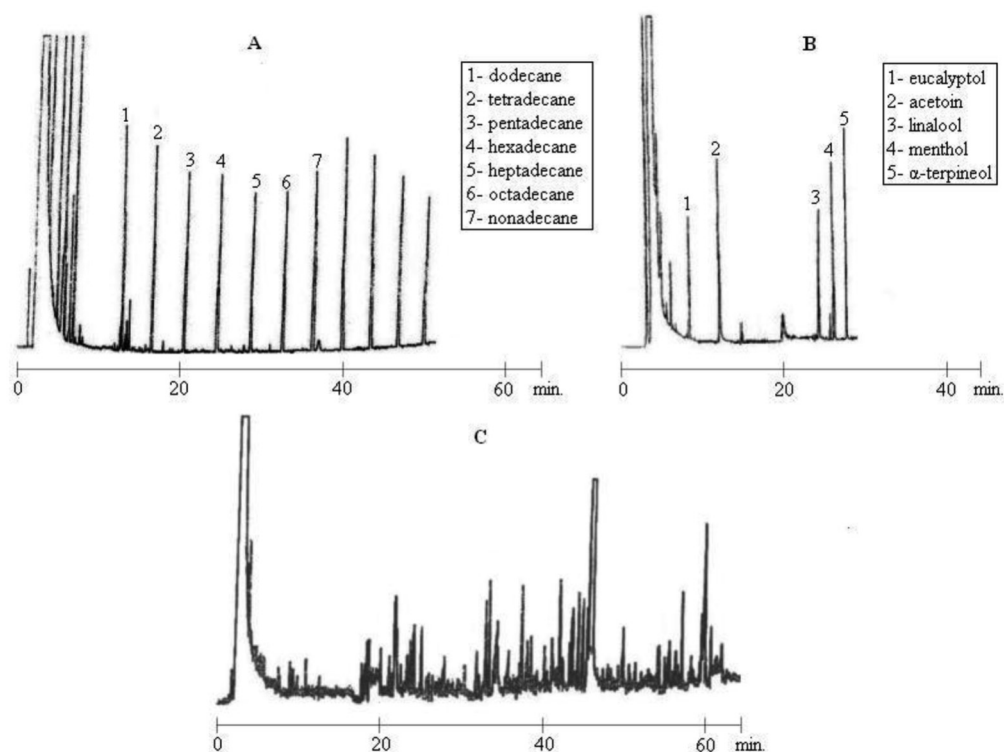 A
1- dodecane
2- tetradecane
3- pentadecane
4- hexadecane
5- heptadecane
6- octadecane
7- nonadecane
1
2
3
4
5
6
7
0
20
40
60
min.
B
1- eucalyptol
2- acetoin
3- linalool
4- menthol
5- α-terpineol
1
2
3
4
5
0
20
40
min.
C
0
20
40
60
min.